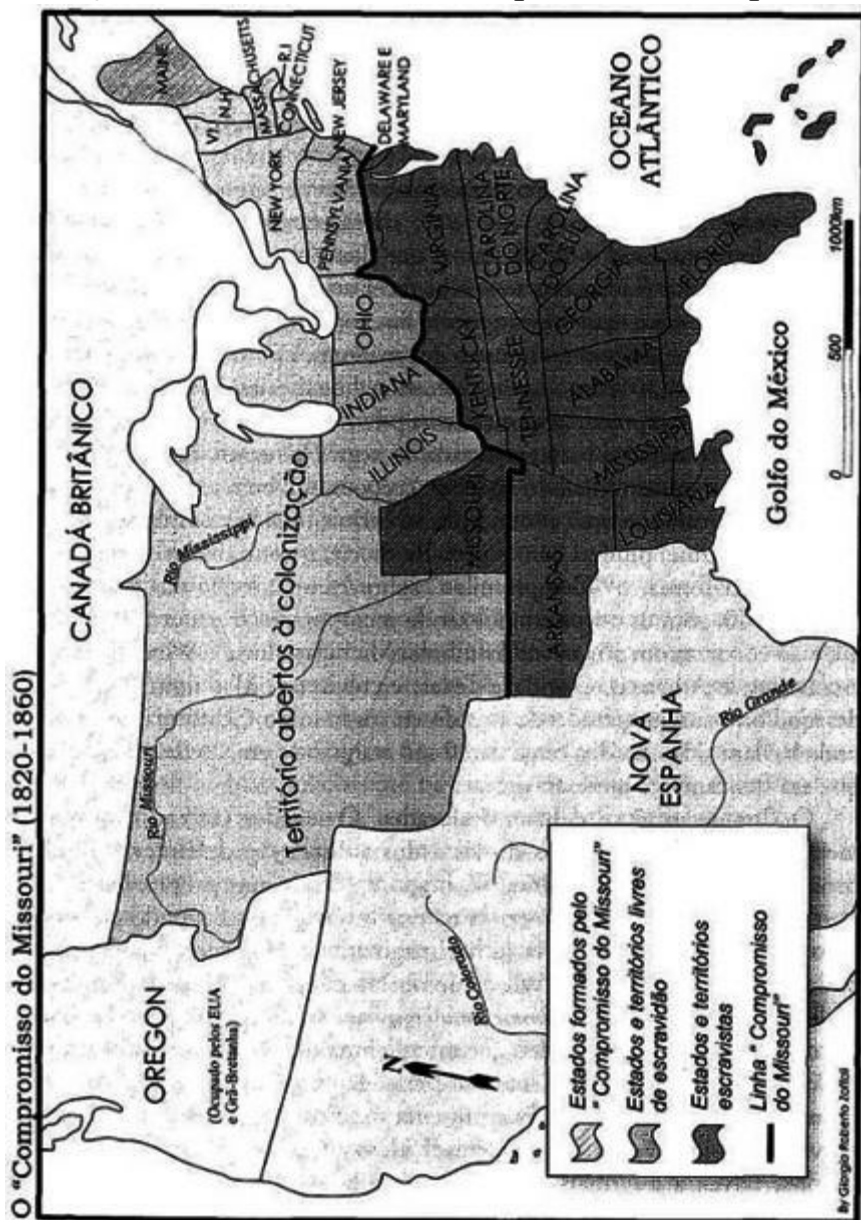 O "Compromisso do Missouri" (1820-1860)
CANADÁ BRITÂNICO
OREGON
(Ocupado pelos EUA
e Grã-Bretanha)
Rio Missouri
Território abertos à colonização
Rio Mississippi
MAINE
VT.
N.H.
MASSACHUSETTS
R.I
CONNECTICUT
NEW YORK
PENNSYLVANIA
NEW JERSEY
DELAWARE E
MARYLAND
OHIO
INDIANA
ILLINOIS
MISSOURI
KENTUCKY
VIRGINIA
CAROLINA
DO NORTE
CAROLINA
DO SUL
TENNESSEE
ARKANSAS
GEORGIA
ALABAMA
MISSISSIPPI
LOUISIANA
FLORIDA
OCEANO
ATLÂNTICO
Golfo do México
NOVA
ESPANHA
Rio Grande
Rio Colorado
N
0 500 1000km
Estados formados pelo
"Compromisso do Missouri"
Estados e territórios livres
de escravidão
Estados e territórios
escravistas
Linha "Compromisso
do Missouri"
By Giorgio Roberto Zoffoli